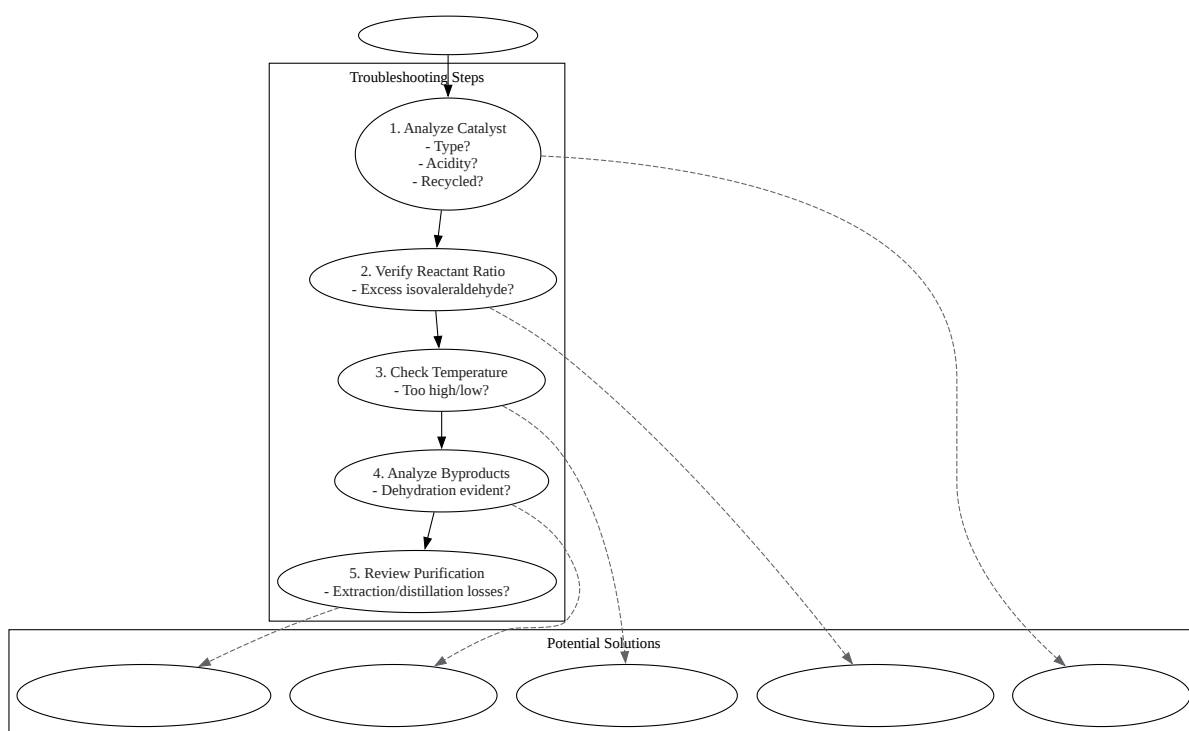 Troubleshooting Steps
1. Analyze Catalyst
- Type?
- Acidity?
- Recycled?
2. Verify Reactant Ratio
- Excess isovaleraldehyde?
3. Check Temperature
- Too high/low?
4. Analyze Byproducts
- Dehydration evident?
5. Review Purification
- Extraction/distillation losses?
Potential Solutions